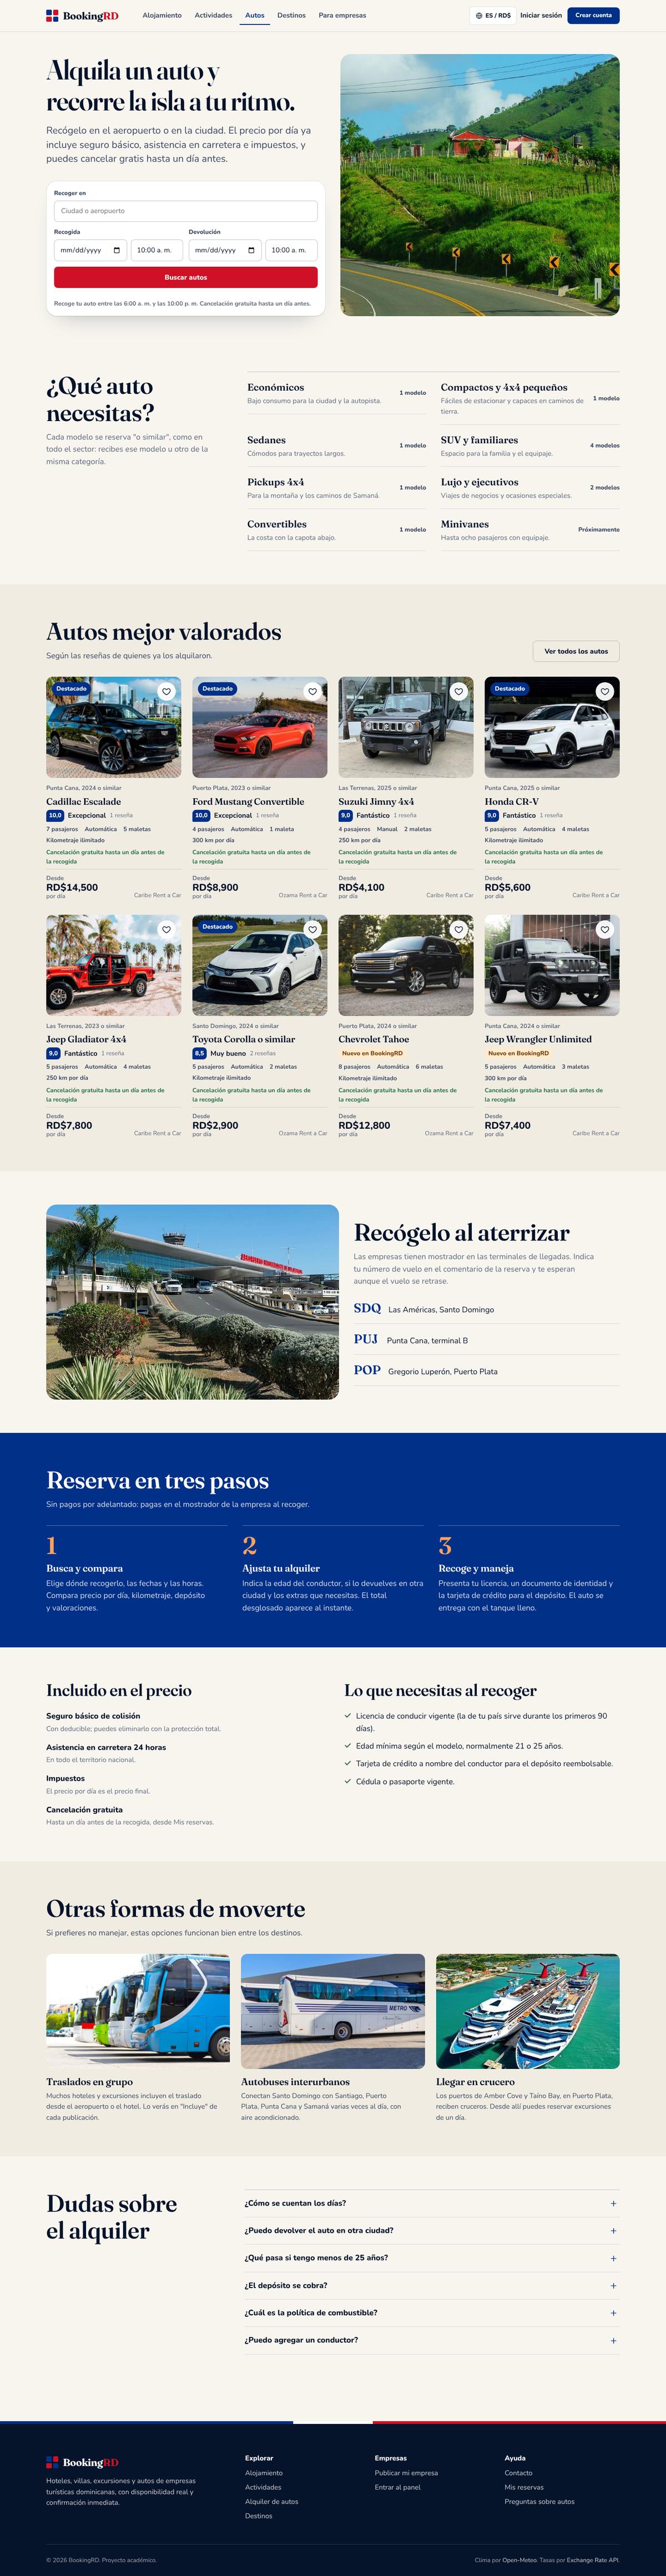 BookingRD
Alojamiento
Actividades
Autos
Destinos
Para empresas
ES / RD$
Iniciar sesión
Crear cuenta
Alquila un auto y
recorre la isla a tu ritmo.
Recógelo en el aeropuerto o en la ciudad. El precio por día ya
incluye seguro básico, asistencia en carretera e impuestos, y
puedes cancelar gratis hasta un día antes.
Recoger en
Ciudad o aeropuerto
Recogida
Devolución
mm/dd/yyyy
10:00 a. m.
mm/dd/yyyy
10:00 a. m.
Buscar autos
Recoge tu auto entre las 6:00 a. m. y las 10:00 p. m. Cancelación gratuita hasta un día antes.
¿Qué auto
necesitas?
Cada modelo se reserva "o similar", como en
todo el sector: recibes ese modelo u otro de la
misma categoría.
Económicos
Bajo consumo para la ciudad y la autopista.
1 modelo
Compactos y 4x4 pequeños
Fáciles de estacionar y capaces en caminos de
tierra.
1 modelo
Sedanes
Cómodos para trayectos largos.
1 modelo
SUV y familiares
Espacio para la familia y el equipaje.
4 modelos
Pickups 4x4
Para la montaña y los caminos de Samaná.
1 modelo
Lujo y ejecutivos
Viajes de negocios y ocasiones especiales.
2 modelos
Convertibles
La costa con la capota abajo.
1 modelo
Minivanes
Hasta ocho pasajeros con equipaje.
Próximamente
Autos mejor valorados
Según las reseñas de quienes ya los alquilaron.
Ver todos los autos
Destacado
Punta Cana, 2023 o similar
Cadillac Escalade
10,0 Excepcional 1 reseña
7 pasajeros Automática 5 maletas
Kilometraje ilimitado
Cancelación gratuita hasta un día antes de
la recogida
Desde
RD$14,500
por día
Caribe Rent a Car
Destacado
Puerto Plata, 2023 o similar
Ford Mustang Convertible
10,0 Excepcional 1 reseña
4 pasajeros Automática 1 maleta
300 km por día
Cancelación gratuita hasta un día antes de
la recogida
Desde
RD$8,900
por día
Ozama Rent a Car
Las Terrenas, 2025 o similar
Suzuki Jimny 4x4
9,0 Fantástico 1 reseña
4 pasajeros Manual 2 maletas
250 km por día
Cancelación gratuita hasta un día antes de
la recogida
Desde
RD$4,100
por día
Caribe Rent a Car
Destacado
Punta Cana, 2025 o similar
Honda CR-V
9,0 Fantástico 1 reseña
5 pasajeros Automática 4 maletas
Kilometraje ilimitado
Cancelación gratuita hasta un día antes de
la recogida
Desde
RD$5,600
por día
Caribe Rent a Car
Las Terrenas, 2023 o similar
Jeep Gladiator 4x4
9,0 Fantástico 1 reseña
5 pasajeros Automática 4 maletas
250 km por día
Cancelación gratuita hasta un día antes de
la recogida
Desde
RD$7,800
por día
Caribe Rent a Car
Destacado
Santo Domingo, 2024 o similar
Toyota Corolla o similar
8,5 Muy bueno 2 reseñas
5 pasajeros Automática 2 maletas
Kilometraje ilimitado
Cancelación gratuita hasta un día antes de
la recogida
Desde
RD$2,900
por día
Ozama Rent a Car
Puerto Plata, 2024 o similar
Chevrolet Tahoe
Nuevo en BookingRD
8 pasajeros Automática 6 maletas
Kilometraje ilimitado
Cancelación gratuita hasta un día antes de
la recogida
Desde
RD$12,800
por día
Ozama Rent a Car
Punta Cana, 2024 o similar
Jeep Wrangler Unlimited
Nuevo en BookingRD
5 pasajeros Automática 3 maletas
300 km por día
Cancelación gratuita hasta un día antes de
la recogida
Desde
RD$7,400
por día
Caribe Rent a Car
Recógelo al aterrizar
Las empresas tienen mostrador en las terminales de llegadas. Indica
tu número de vuelo en el comentario de la reserva y te esperan
aunque el vuelo se retrase.
SDQ Las Américas, Santo Domingo
PUJ Punta Cana, terminal B
POP Gregorio Luperón, Puerto Plata
Reserva en tres pasos
Sin pagos por adelantado: pagas en el mostrador de la empresa al recoger.
1
Busca y compara
Elige dónde recogerlo, las fechas y las horas.
Compara precio por día, kilometraje, depósito
y valoraciones.
2
Ajusta tu alquiler
Indica la edad del conductor, si lo devuelves en otra
ciudad y los extras que necesitas. El total
desglosado aparece al instante.
3
Recoge y maneja
Presenta tu licencia, un documento de identidad y
la tarjeta de crédito para el depósito. El auto se
entrega con el tanque lleno.
Incluido en el precio
Seguro básico de colisión
Con deducible; puedes eliminarlo con la protección total.
Asistencia en carretera 24 horas
En todo el territorio nacional.
Impuestos
El precio por día es el precio final.
Cancelación gratuita
Hasta un día antes de la recogida, desde Mis reservas.
Lo que necesitas al recoger
Licencia de conducir vigente (la de tu país sirve durante los primeros 90
días).
Edad mínima según el modelo, normalmente 21 o 25 años.
Tarjeta de crédito a nombre del conductor para el depósito reembolsable.
Cédula o pasaporte vigente.
Otras formas de moverte
Si prefieres no manejar, estas opciones funcionan bien entre los destinos.
METRO
Traslados en grupo
Muchos hoteles y excursiones incluyen el traslado
desde el aeropuerto o el hotel. Lo verás en "Incluye" de
cada publicación.
Autobuses interurbanos
Conectan Santo Domingo con Santiago, Puerto
Plata, Punta Cana y Samaná varias veces al día, con
aire acondicionado.
Llegar en crucero
Los puertos de Amber Cove y Taíno Bay, en Puerto Plata,
reciben cruceros. Desde allí puedes reservar excursiones
de un día.
Dudas sobre
el alquiler
¿Cómo se cuentan los días?
¿Puedo devolver el auto en otra ciudad?
¿Qué pasa si tengo menos de 25 años?
¿El depósito se cobra?
¿Cuál es la política de combustible?
¿Puedo agregar un conductor?
BookingRD
Hoteles, villas, excursiones y autos de empresas
turísticas dominicanas, con disponibilidad real y
confirmación inmediata.
Explorar
Alojamiento
Actividades
Alquiler de autos
Destinos
Empresas
Publicar mi empresa
Entrar al panel
Ayuda
Contacto
Mis reservas
Preguntas sobre autos
© 2026 BookingRD. Proyecto académico.
Clima por Open-Meteo. Tasas por Exchange Rate API.